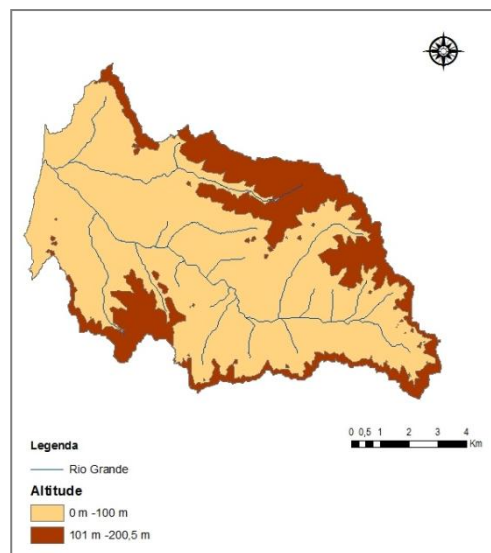 0 0,5 1 2 3 4
Km
Legenda
Rio Grande
Altitude
0 m -100 m
101 m -200,5 m